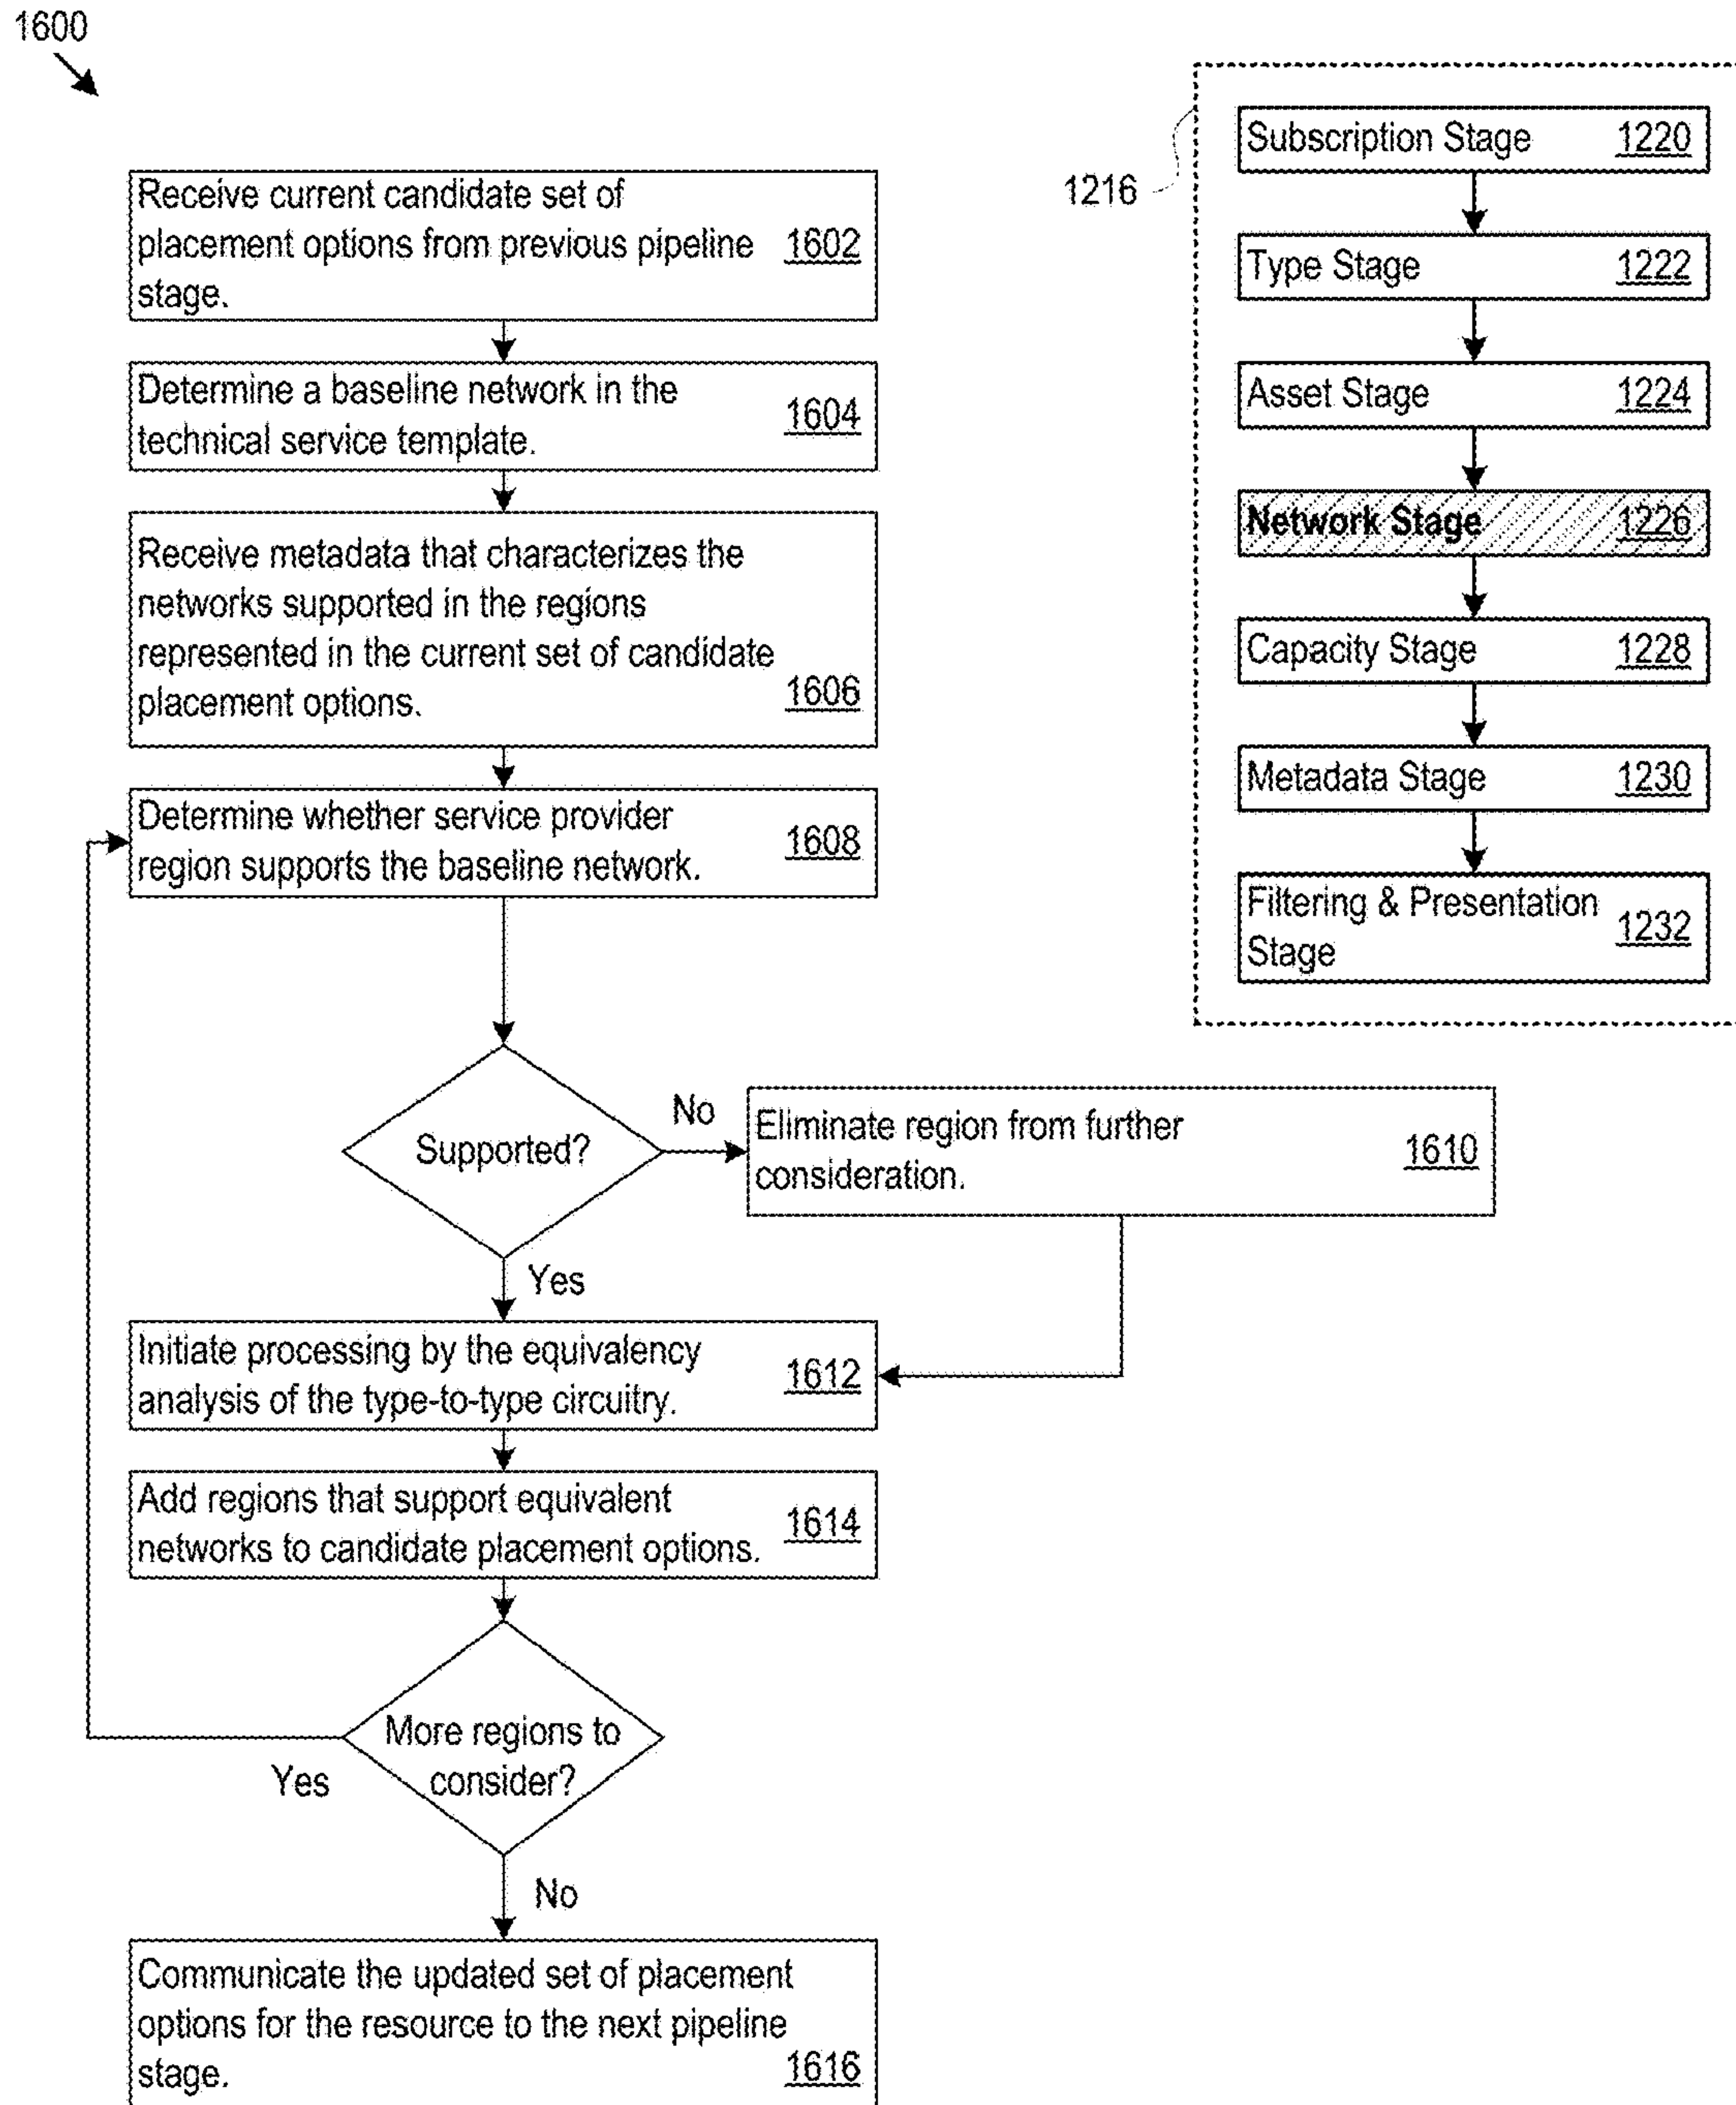 1600
Receive current candidate set of
placement options from previous pipeline
stage.
1602
Determine a baseline network in the
technical service template.
1604
Receive metadata that characterizes the
networks supported in the regions
represented in the current set of candidate
placement options.
1606
Determine whether service provider
region supports the baseline network.
1608
Supported?
No
Eliminate region from further
consideration.
1610
Yes
Initiate processing by the equivalency
analysis of the type-to-type circuitry.
1612
Add regions that support equivalent
networks to candidate placement options.
1614
More regions to
consider?
Yes
No
Communicate the updated set of placement
options for the resource to the next pipeline
stage.
1616
1216
Subscription Stage 1220
Type Stage 1222
Asset Stage 1224
Network Stage 1226
Capacity Stage 1228
Metadata Stage 1230
Filtering & Presentation
Stage
1232